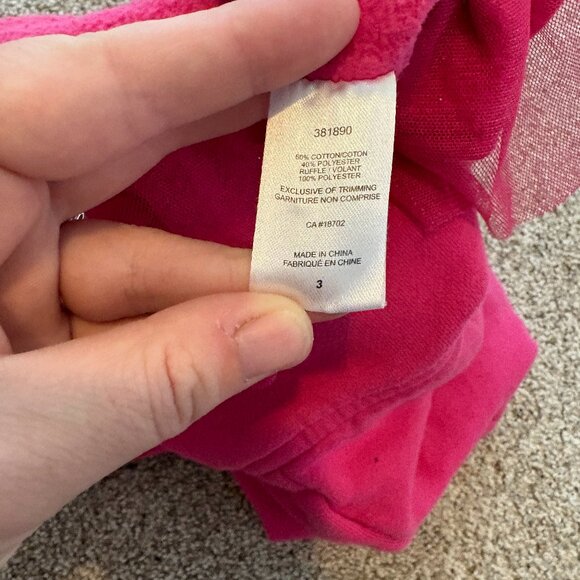 381890
60% COTTON/COTON
40% POLYESTER
RUFFLE / VOLANT
100% POLYESTER
EXCLUSIVE OF TRIMMING
GARNITURE NON COMPRISE
CA #18702
MADE IN CHINA
FABRIQUÉ EN CHINE
3